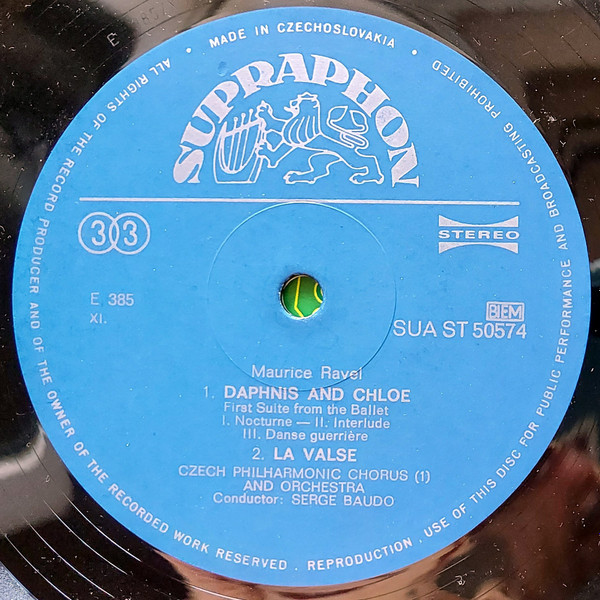 MADE IN CZECHOSLOVAKIA
SUPRAPHON
33
STEREO
E 385
XI.
BIEM
SUA ST 50574
Maurice Ravel
1. DAPHNIS AND CHLOE
First Suite from the Ballet
I. Nocturne — II. Interlude
III. Danse guerrière
2. LA VALSE
CZECH PHILHARMONIC CHORUS (1)
AND ORCHESTRA
Conductor: SERGE BAUDO
ALL RIGHTS OF THE RECORD PRODUCER AND OF THE OWNER OF THE RECORDED WORK RESERVED . REPRODUCTION . USE OF THIS DISC FOR PUBLIC PERFORMANCE AND BROADCASTING PROHIBITED